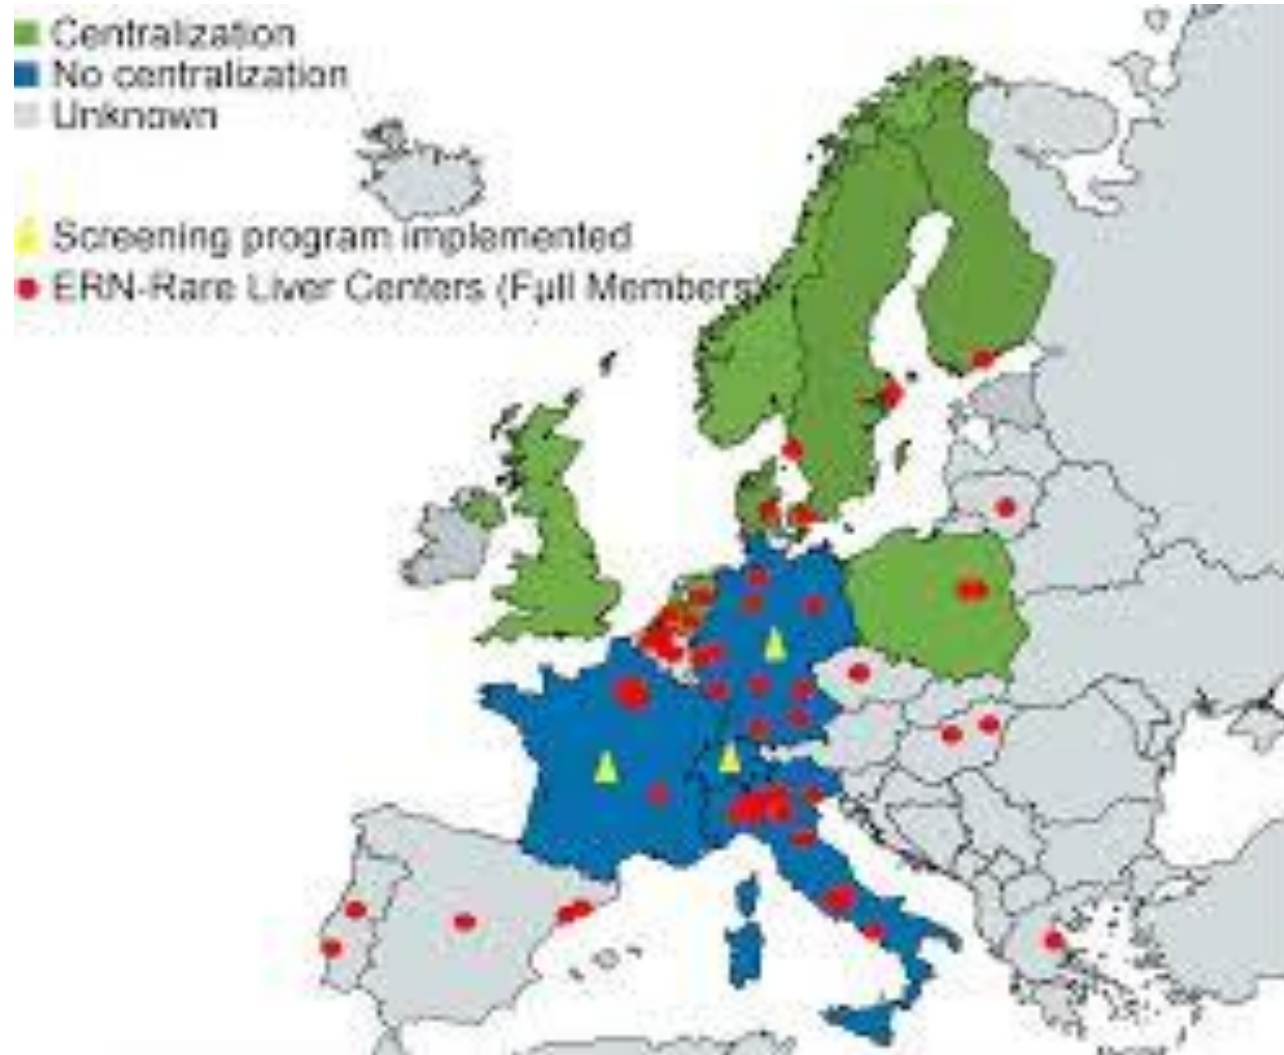 Centralization
No centralization
Unknown
Screening program implemented
ERN-Rare Liver Centers (Full Members)